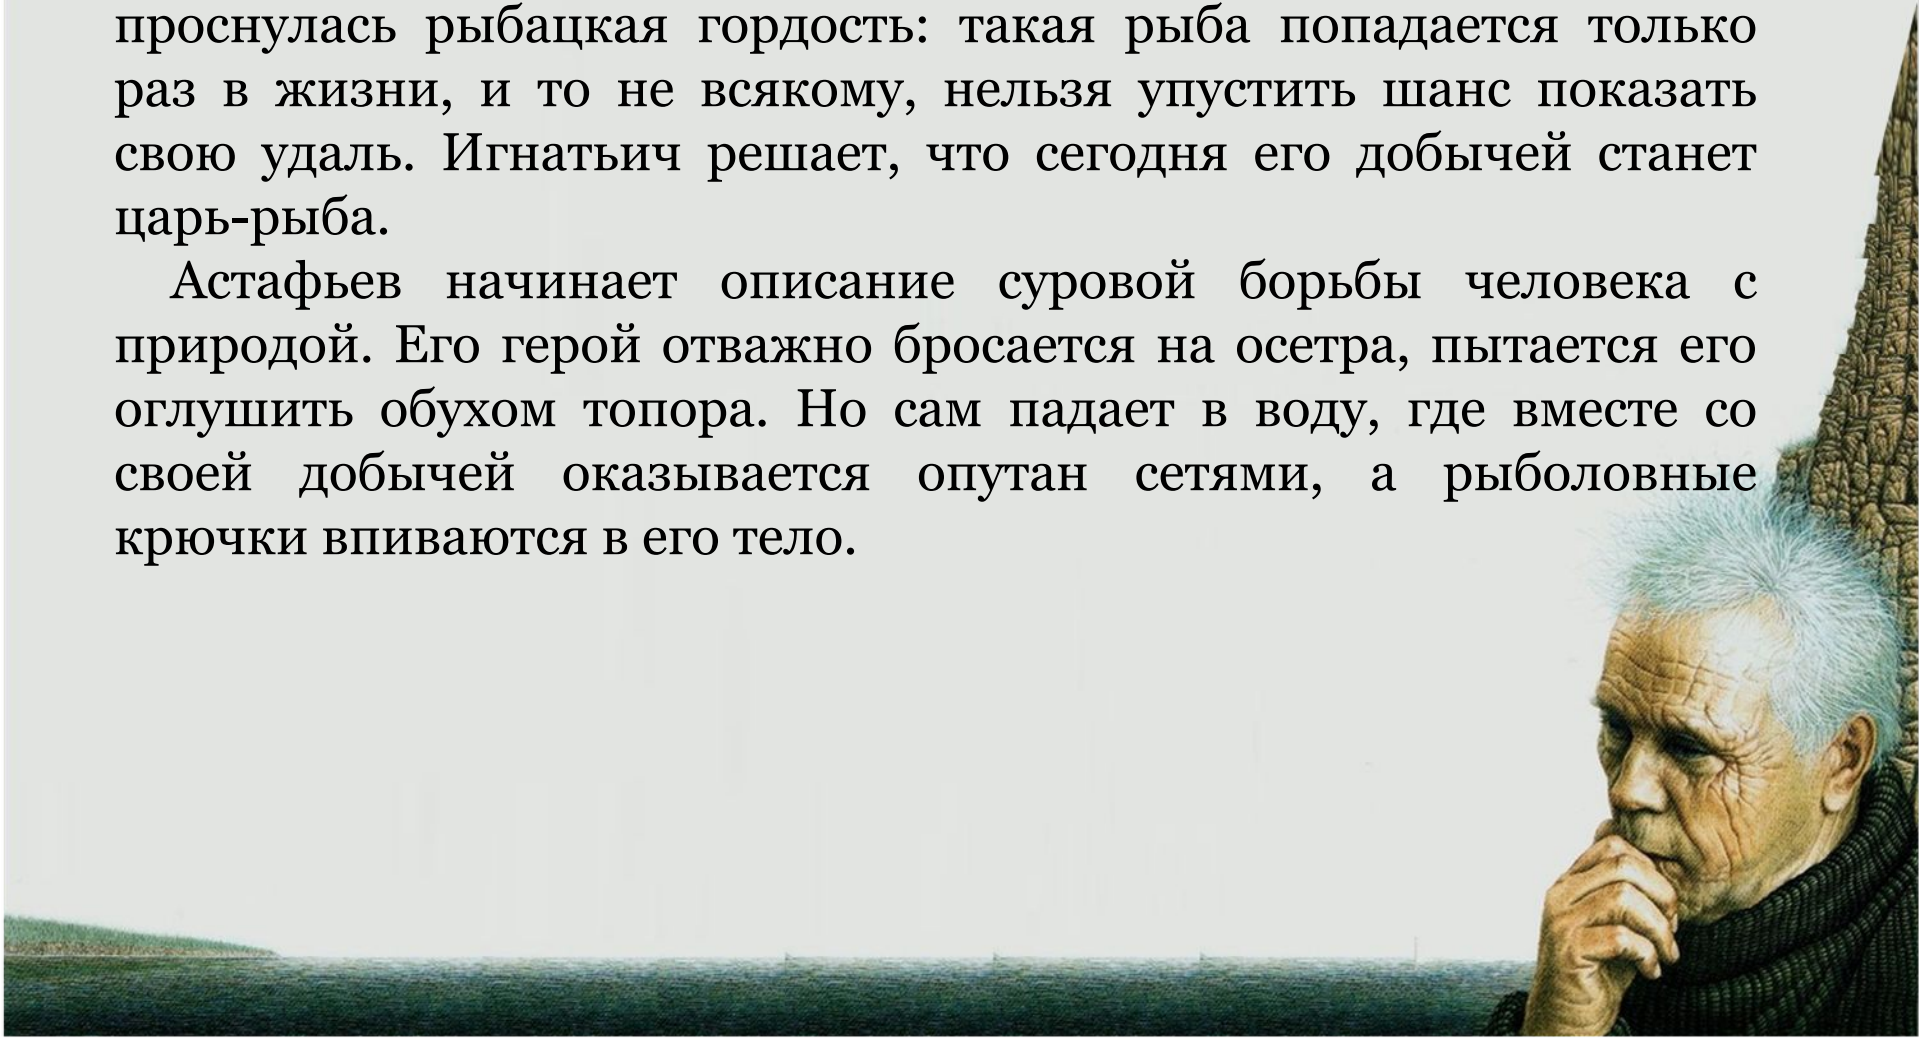 проснулась рыбацкая гордость: такая рыба попадается только
раз в жизни, и то не всякому, нельзя упустить шанс показать
свою удаль. Игнатьич решает, что сегодня его добычей станет
царь-рыба.
Астафьев начинает описание суровой борьбы человека с
природой. Его герой отважно бросается на осетра, пытается его
оглушить обухом топора. Но сам падает в воду, где вместе со
своей добычей оказывается опутан сетями, а рыболовные
крючки впиваются в его тело.